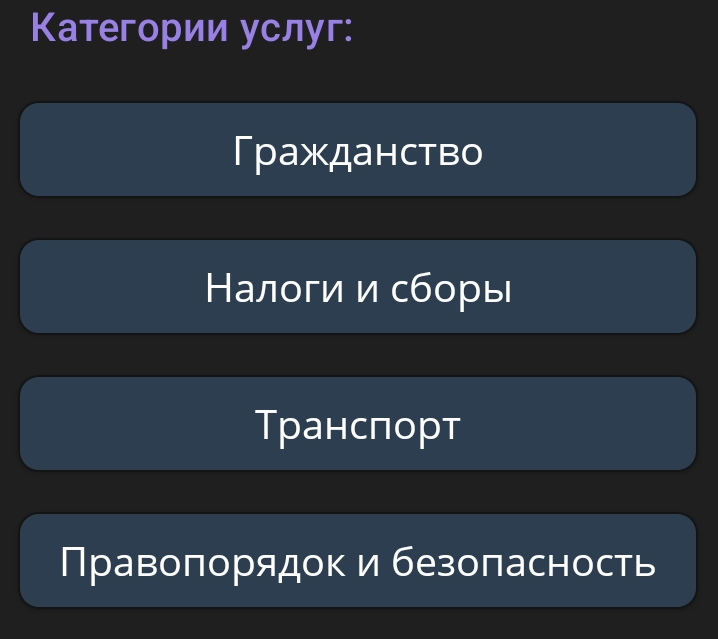 Категории услуг:
Гражданство
Налоги и сборы
Транспорт
Правопорядок и безопасность